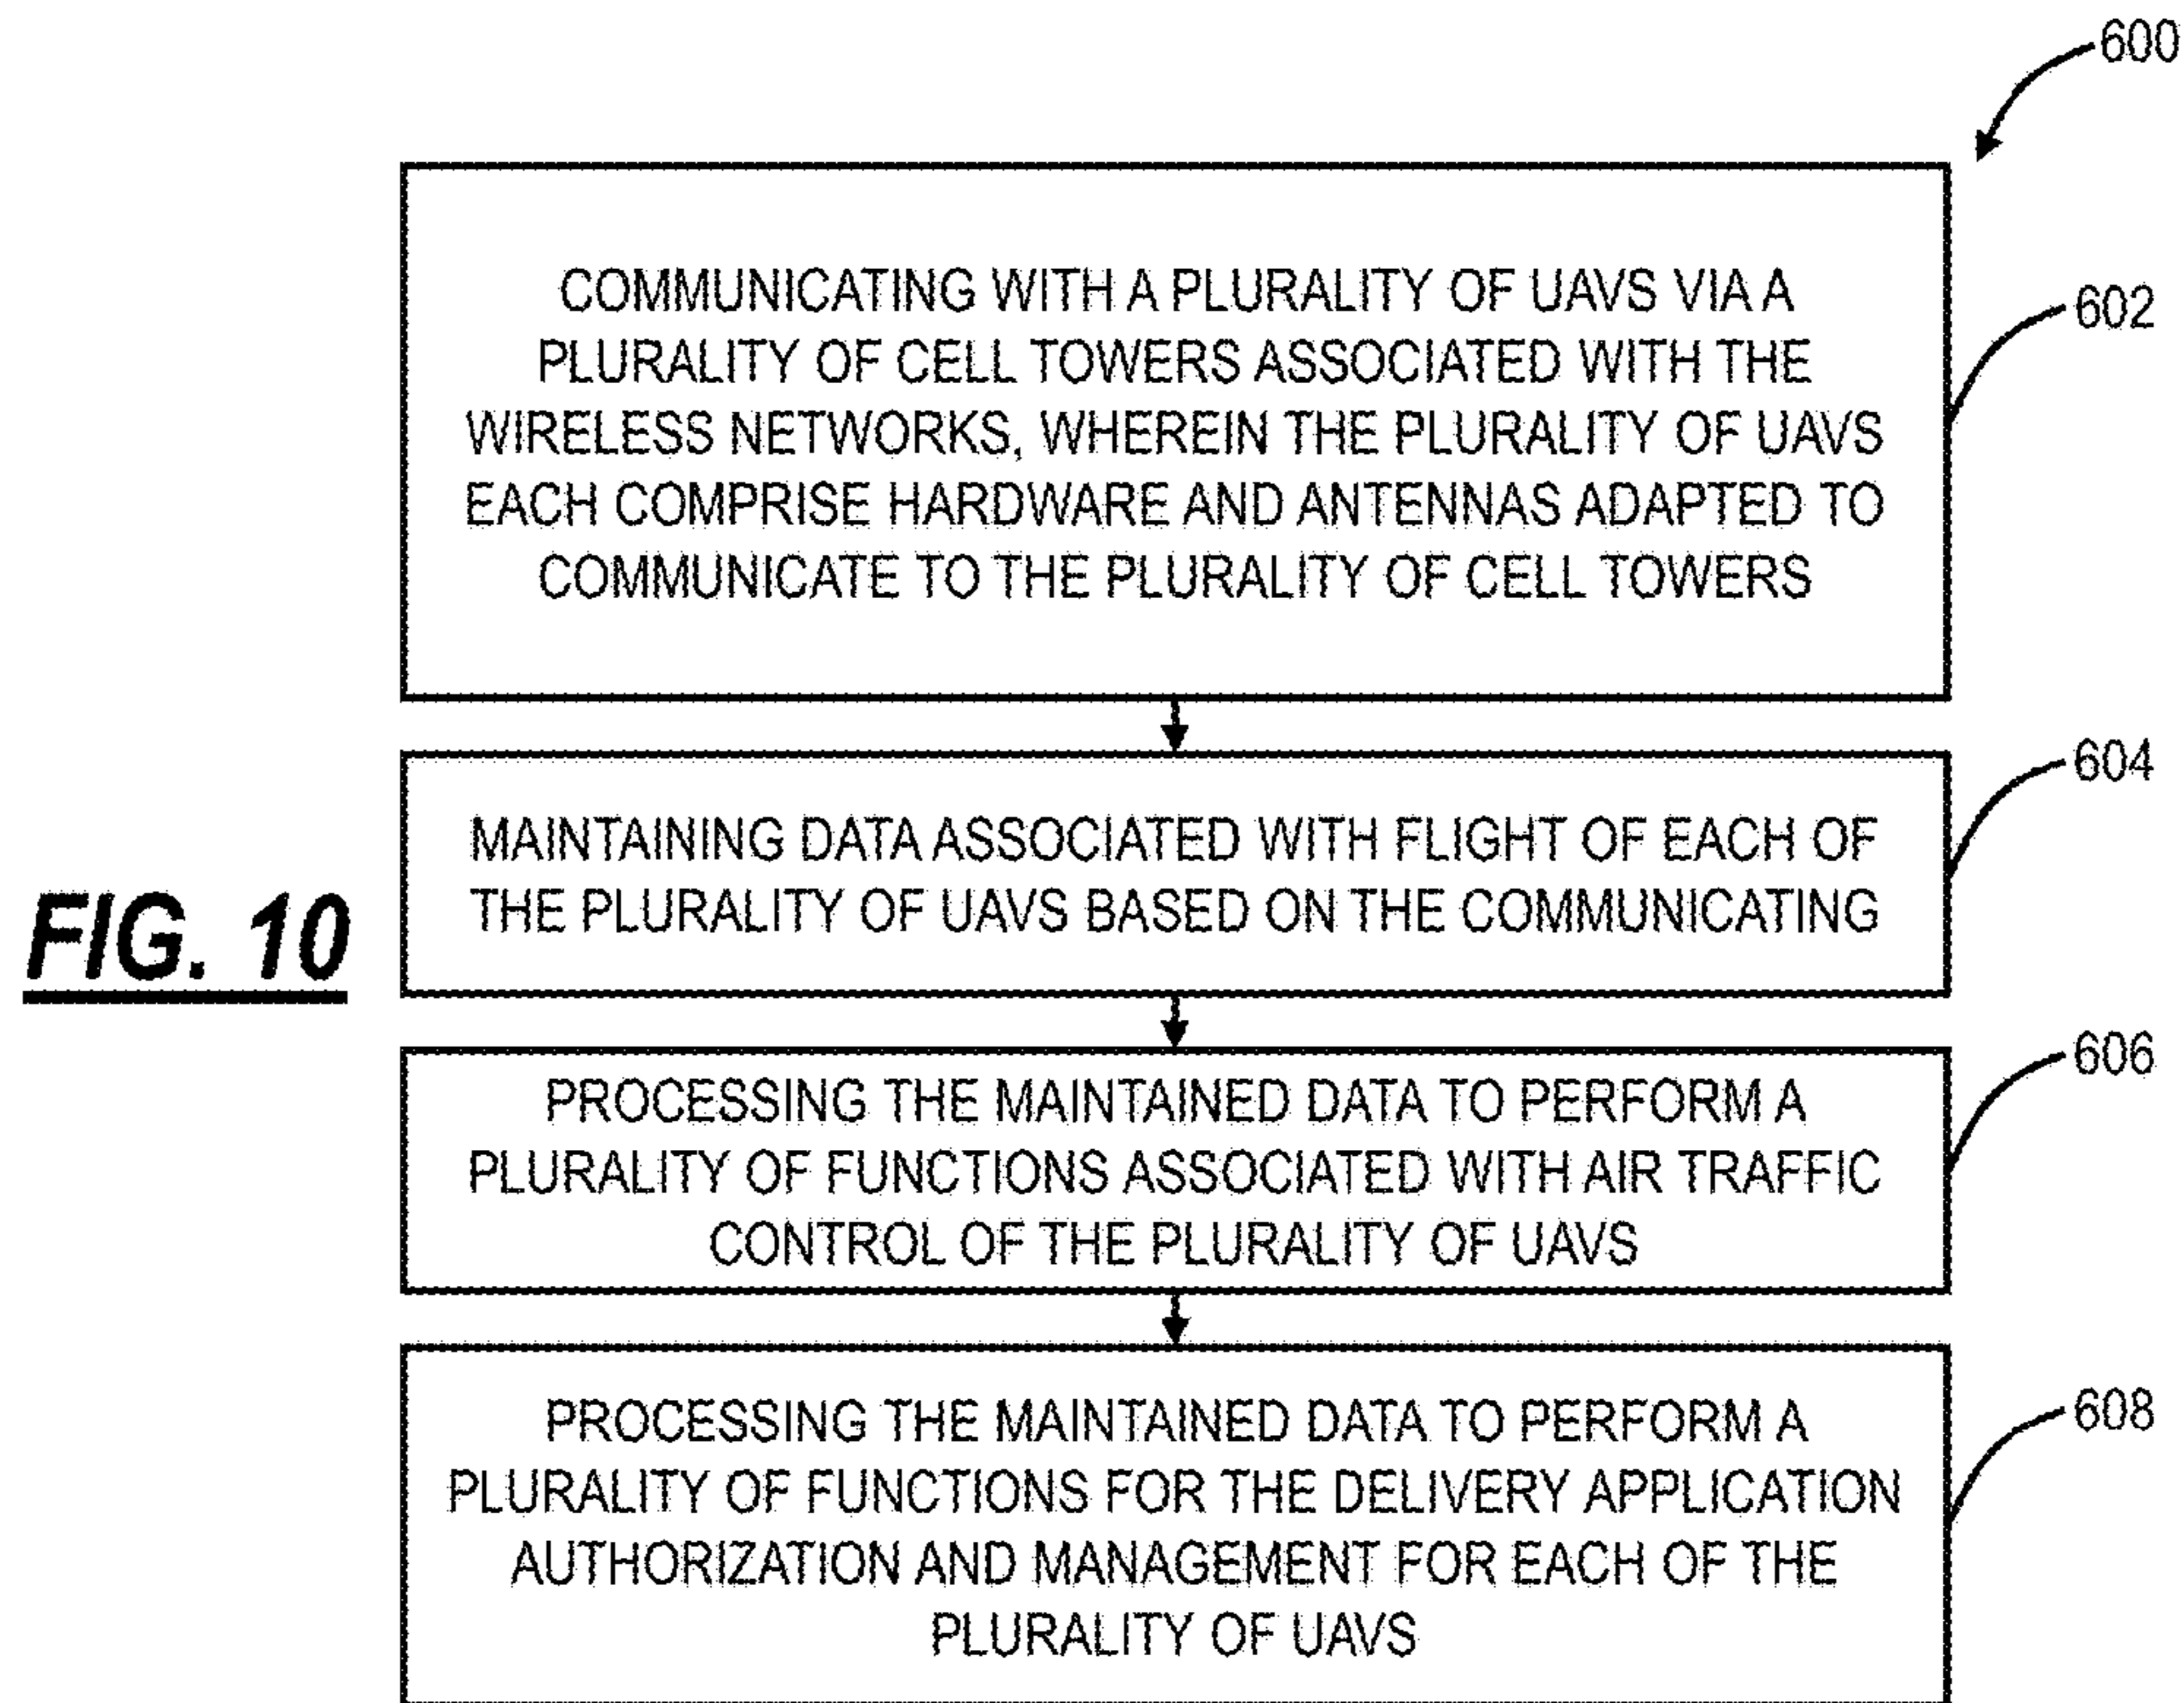 600
COMMUNICATING WITH A PLURALITY OF UAVS VIA A
PLURALITY OF CELL TOWERS ASSOCIATED WITH THE
WIRELESS NETWORKS, WHEREIN THE PLURALITY OF UAVS
EACH COMPRISE HARDWARE AND ANTENNAS ADAPTED TO
COMMUNICATE TO THE PLURALITY OF CELL TOWERS
602
MAINTAINING DATA ASSOCIATED WITH FLIGHT OF EACH OF
THE PLURALITY OF UAVS BASED ON THE COMMUNICATING
604
FIG. 10
PROCESSING THE MAINTAINED DATA TO PERFORM A
PLURALITY OF FUNCTIONS ASSOCIATED WITH AIR TRAFFIC
CONTROL OF THE PLURALITY OF UAVS
606
PROCESSING THE MAINTAINED DATA TO PERFORM A
PLURALITY OF FUNCTIONS FOR THE DELIVERY APPLICATION
AUTHORIZATION AND MANAGEMENT FOR EACH OF THE
PLURALITY OF UAVS
608